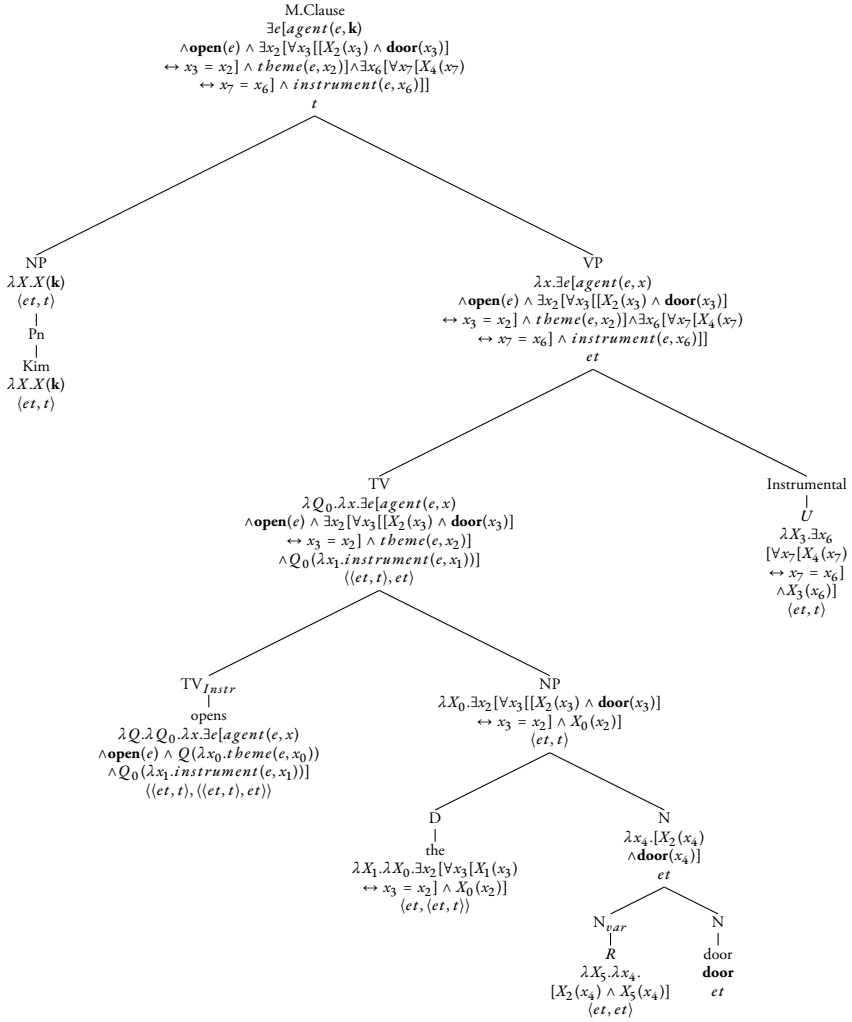 M.Clause
∃e[agent(e, k)
∧open(e) ∧ ∃x₂[∀x₃[[X₂(x₃) ∧ door(x₃)]
↔ x₃ = x₂] ∧ theme(e, x₂)]∧∃x₆[∀x₇[X₄(x₇)
↔ x₇ = x₆] ∧ instrument(e, x₆)]]
t
NP
λX.X(k)
⟨et, t⟩
Pn
Kim
λX.X(k)
⟨et, t⟩
VP
λx.∃e[agent(e, x)
∧open(e) ∧ ∃x₂[∀x₃[[X₂(x₃) ∧ door(x₃)]
↔ x₃ = x₂] ∧ theme(e, x₂)]∧∃x₆[∀x₇[X₄(x₇)
↔ x₇ = x₆] ∧ instrument(e, x₆)]]
et
TV
λQ₀.λx.∃e[agent(e, x)
∧open(e) ∧ ∃x₂[∀x₃[[X₂(x₃) ∧ door(x₃)]
↔ x₃ = x₂] ∧ theme(e, x₂)]
∧Q₀(λx₁.instrument(e, x₁))]
⟨⟨et, t⟩, et⟩
Instrumental
U
λX₃.∃x₆
[∀x₇[X₄(x₇)
↔ x₇ = x₆]
∧X₃(x₆)]
⟨et, t⟩
TV_Instr
opens
λQ.λQ₀.λx.∃e[agent(e, x)
∧open(e) ∧ Q(λx₀.theme(e, x₀))
∧Q₀(λx₁.instrument(e, x₁))]
⟨⟨et, t⟩, ⟨⟨et, t⟩, et⟩⟩
NP
λX₀.∃x₂[∀x₃[[X₂(x₃) ∧ door(x₃)]
↔ x₃ = x₂] ∧ X₀(x₂)]
⟨et, t⟩
D
the
λX₁.λX₀.∃x₂[∀x₃[X₁(x₃)
↔ x₃ = x₂] ∧ X₀(x₂)]
⟨et, ⟨et, t⟩⟩
N
λx₄.[X₂(x₄)
∧door(x₄)]
et
N_var
R
λX₅.λx₄.
[X₂(x₄) ∧ X₅(x₄)]
⟨et, et⟩
N
door
door
et